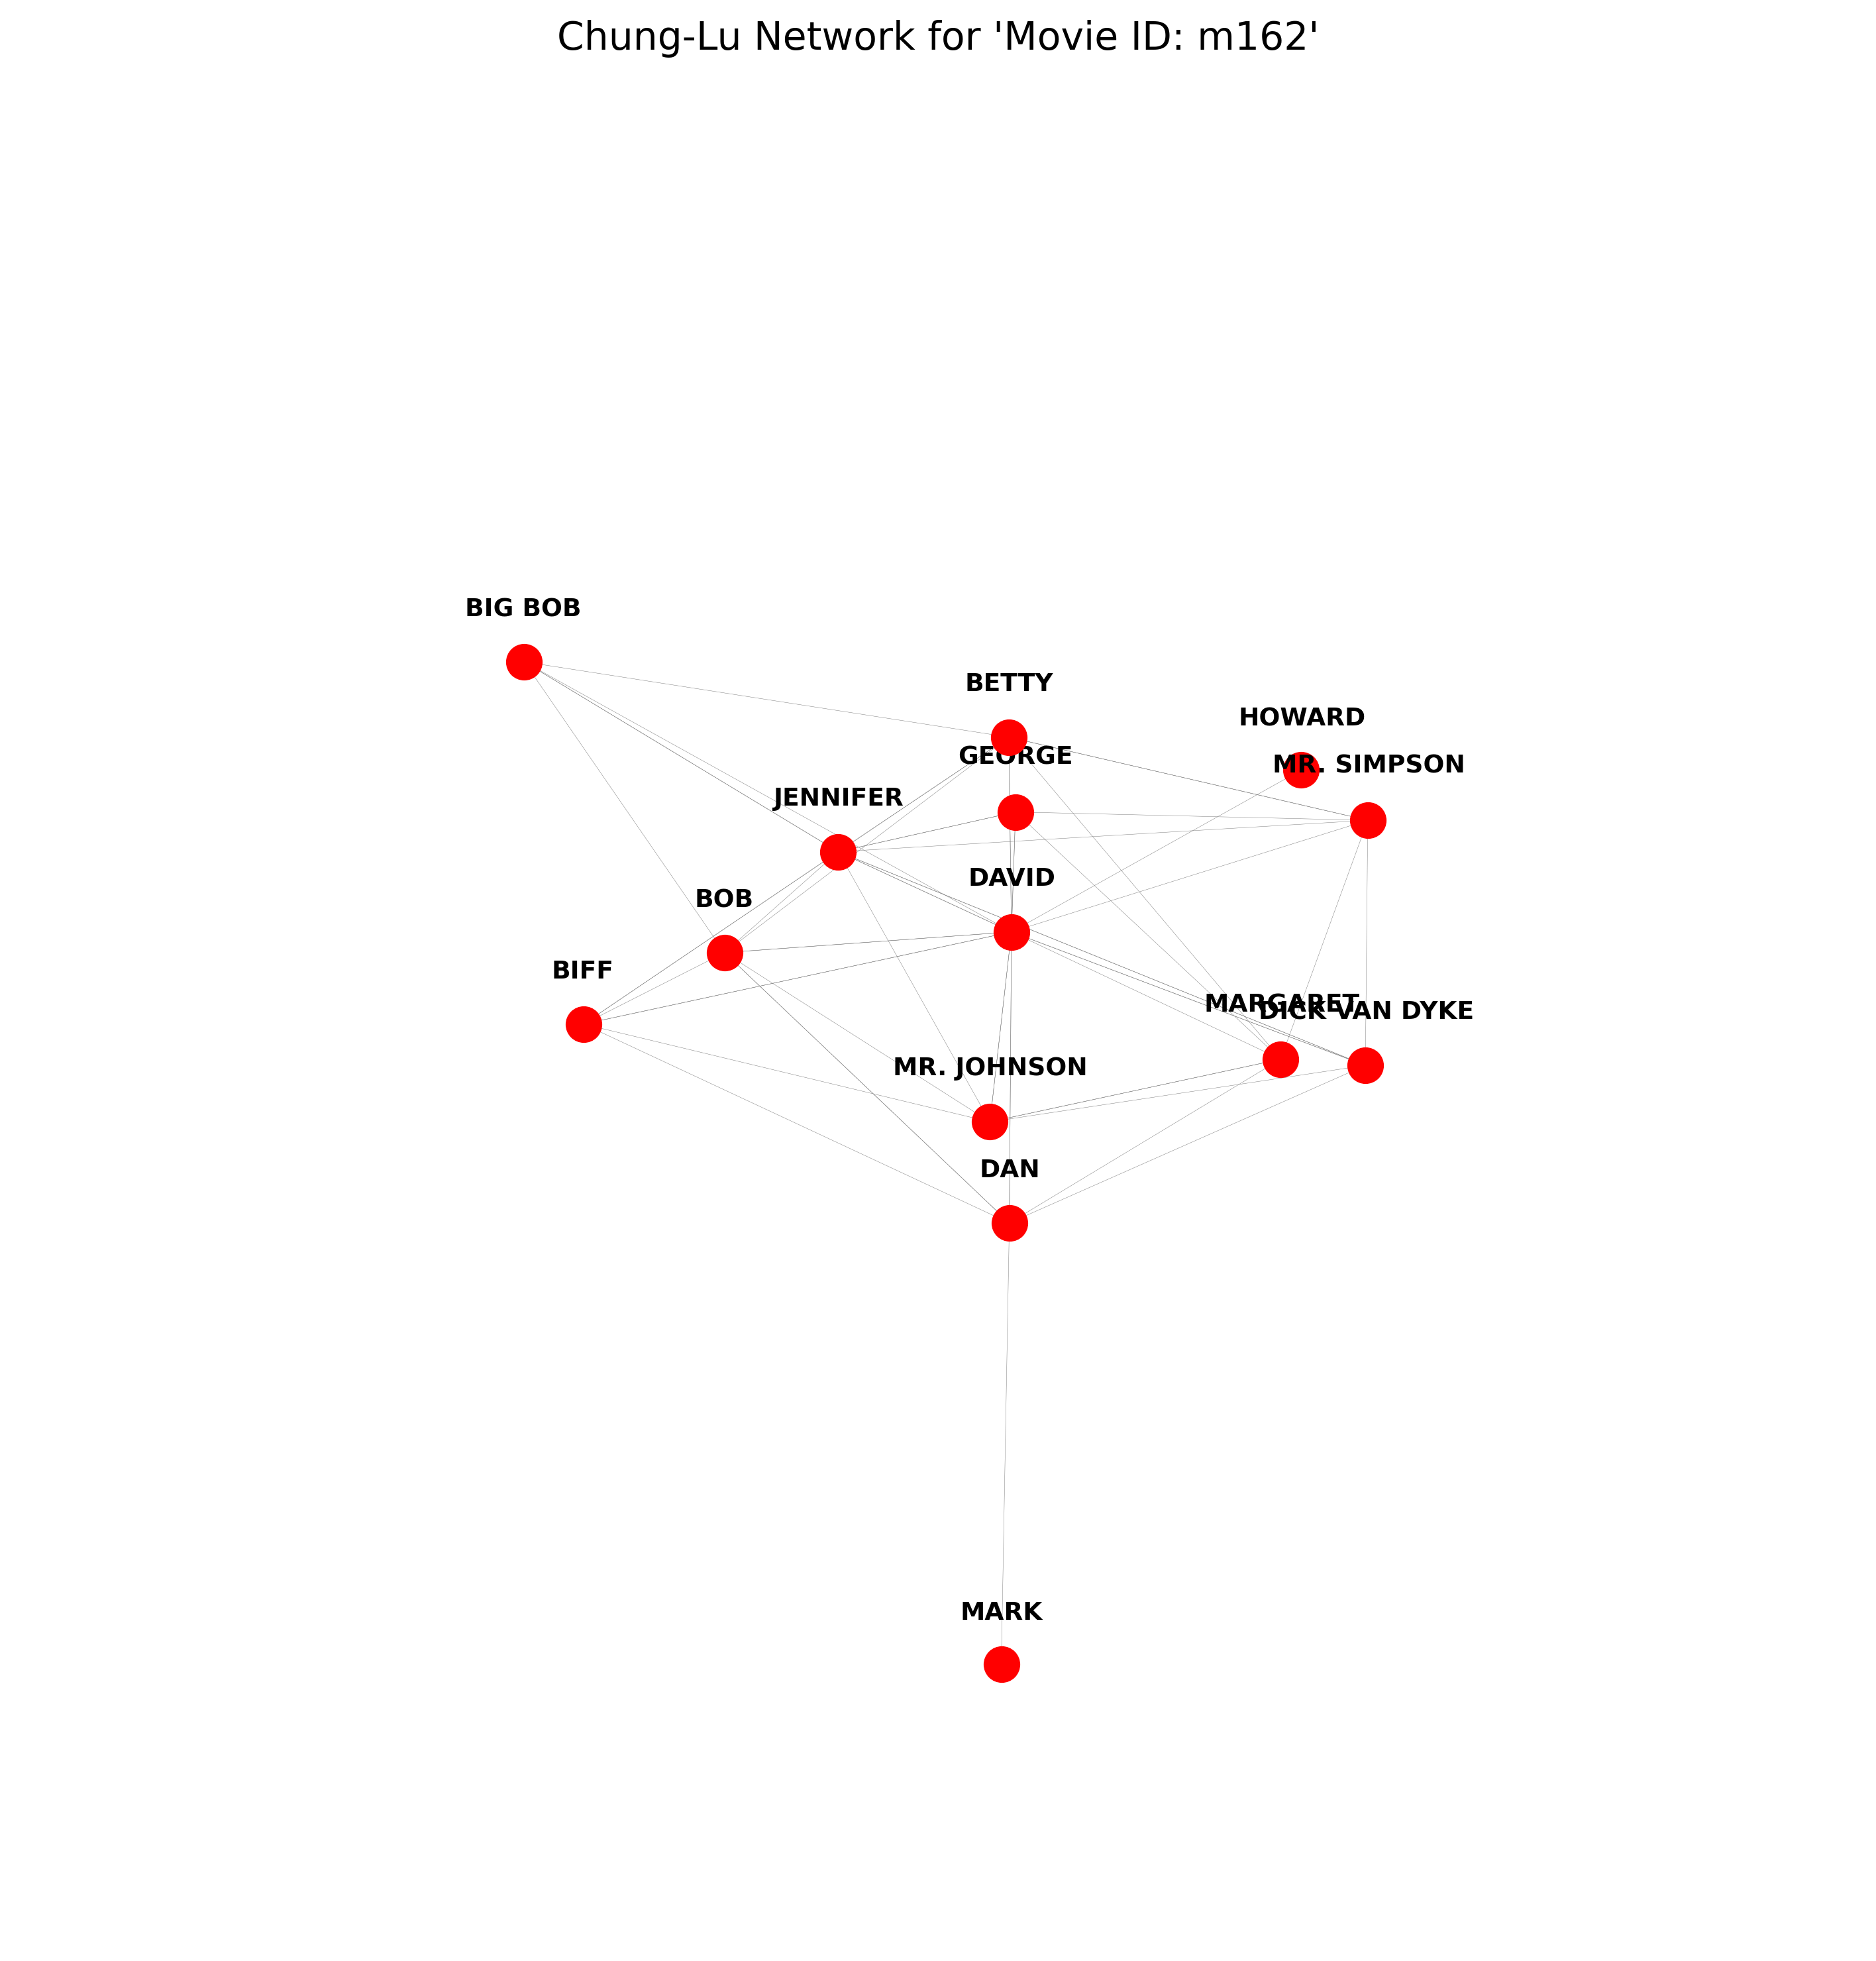 Chung-Lu Network for 'Movie ID: m162'
BIG BOB
BETTY
HOWARD
GEORGE
MR. SIMPSON
JENNIFER
DAVID
BOB
BIFF
MARGARET
DICK VAN DYKE
MR. JOHNSON
DAN
MARK